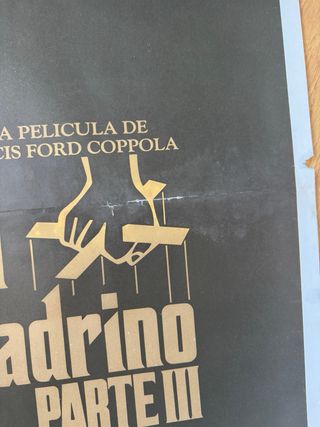 A PELICULA DE
CIS FORD COPPOLA
adrino
PARTE III